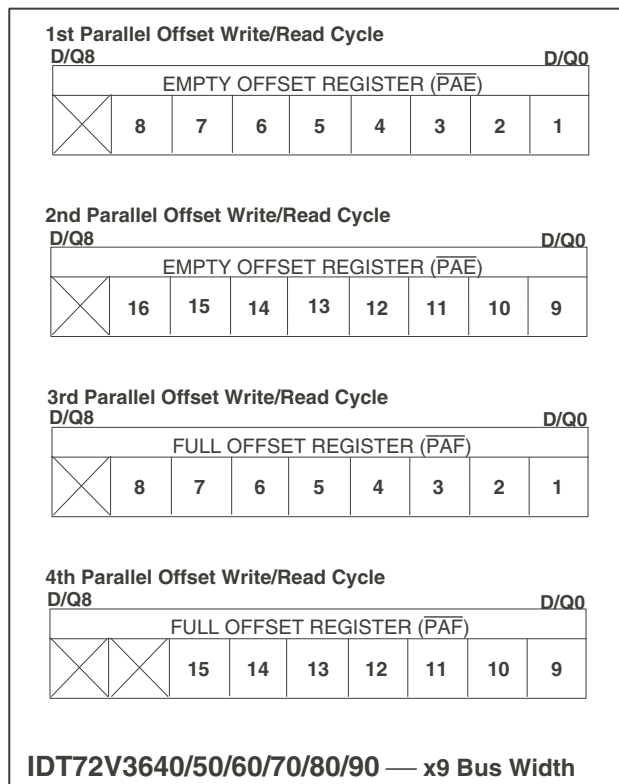 1st Parallel Offset Write/Read Cycle
D/Q8 D/Q0
EMPTY OFFSET REGISTER (PAE)
8 7 6 5 4 3 2 1
2nd Parallel Offset Write/Read Cycle
D/Q8 D/Q0
EMPTY OFFSET REGISTER (PAE)
16 15 14 13 12 11 10 9
3rd Parallel Offset Write/Read Cycle
D/Q8 D/Q0
FULL OFFSET REGISTER (PAF)
8 7 6 5 4 3 2 1
4th Parallel Offset Write/Read Cycle
D/Q8 D/Q0
FULL OFFSET REGISTER (PAF)
15 14 13 12 11 10 9
IDT72V3640/50/60/70/80/90 — x9 Bus Width